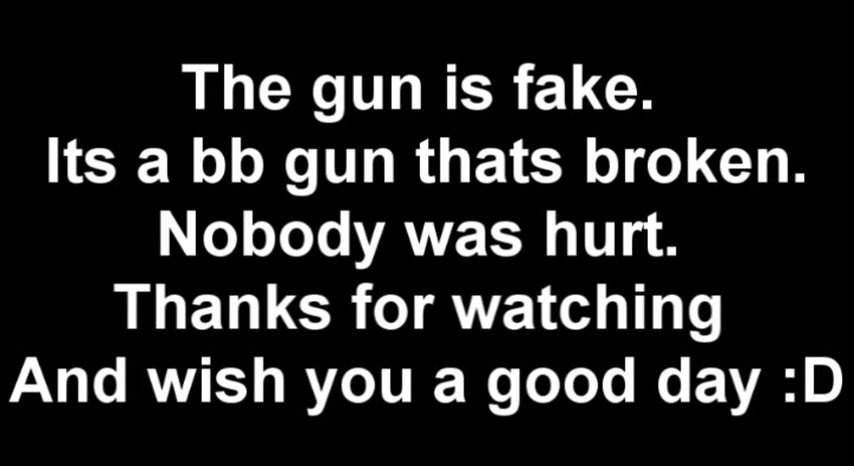 The gun is fake.
Its a bb gun thats broken.
Nobody was hurt.
Thanks for watching
And wish you a good day :D